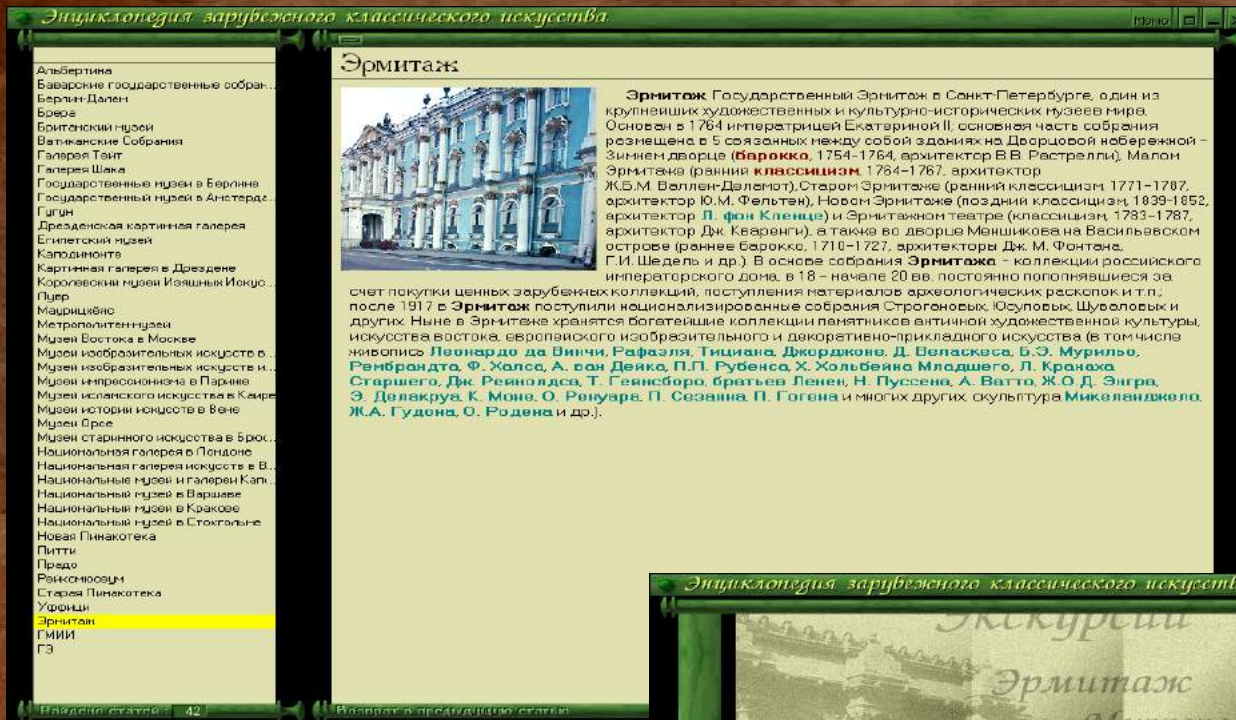 Энциклопедия зарубежного классического искусства
Меню
Альбертина
Баварские государственные собран...
Берлин-Далем
Брера
Британский музей
Ватиканские Собрания
Галерея Тейт
Галерея Шака
Государственные музеи в Берлине
Государственный музей в Амстерда...
Гугун
Дрезденская картинная галерея
Египетский музей
Каподимонте
Картинная галерея в Дрездене
Королевский музей Изящных Искус...
Лувр
Маурицхёйс
Метрополитен-музей
Музей Востока в Москве
Музей изобразительных искусств в...
Музей изобразительных искусств и...
Музей импрессионизма в Париже
Музей исламского искусства в Каире
Музей истории искусств в Вене
Музей Орсе
Музей старинного искусства в Брюс...
Национальная галерея в Лондоне
Национальная галерея искусств в В...
Национальные музей и галереи Капо...
Национальный музей в Варшаве
Национальный музей в Кракове
Национальный музей в Стокгольме
Новая Пинакотека
Питти
Прадо
Рейксмюсеум
Старая Пинакотека
Уффици
Эрмитаж
ГМИИ
ГЭ
Найдено статей : 42
Эрмитаж
Эрмитаж, Государственный Эрмитаж в Санкт-Петербурге, один из
крупнейших художественных и культурно-исторических музеев мира.
Основан в 1764 императрицей Екатериной II; основная часть собрания
размещена в 5 связанных между собой зданиях на Дворцовой набережной –
Зимнем дворце (барокко, 1754–1764, архитектор В.В. Растрелли), Малом
Эрмитаже (ранний классицизм, 1764–1767, архитектор
Ж.Б.М. Валлен-Деламот), Старом Эрмитаже (ранний классицизм, 1771–1787,
архитектор Ю.М. Фельтен), Новом Эрмитаже (поздний классицизм, 1839–1852,
архитектор Л. фон Кленце) и Эрмитажном театре (классицизм, 1783–1787,
архитектор Дж. Кваренги), а также во дворце Меншикова на Васильевском
острове (раннее барокко, 1710–1727, архитекторы Дж. М. Фонтана,
Г.И. Шедель и др.). В основе собрания Эрмитажа – коллекции российского
императорского дома, в 18 – начале 20 вв. постоянно пополнявшиеся за
счет покупки ценных зарубежных коллекций, поступления материалов археологических раскопок и т.п.;
после 1917 в Эрмитаж поступили национализированные собрания Строгановых, Юсуповых, Шуваловых и
других. Ныне в Эрмитаже хранятся богатейшие коллекции памятников античной художественной культуры,
искусства востока, европейского изобразительного и декоративно-прикладного искусства (в том числе
живопись Леонардо да Винчи, Рафаэля, Тициана, Джорджоне, Д. Веласкеса, Б.Э. Мурильо,
Рембрандта, Ф. Халса, А. ван Дейка, П.П. Рубенса, Х. Хольбейна Младшего, Л. Кранаха
Старшего, Дж. Рейнолдса, Т. Гейнсборо, братьев Ленен, Н. Пуссена, А. Ватто, Ж.О.Д. Энгра,
Э. Делакруа, К. Моне, О. Ренуара, П. Сезанна, П. Гогена и многих других, скульптура Микеланджело,
Ж.А. Гудона, О. Родена и др.).
Возврат в предыдущую статью
Энциклопедия зарубежного классического искусств
Экскурсии
Эрмитаж